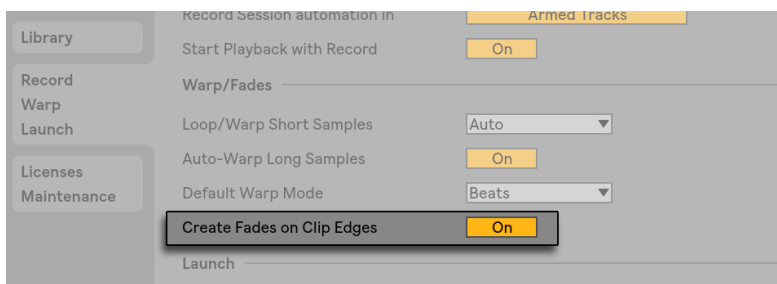 Record Session automation in Armed Tracks
Library
Start Playback with Record On
Record
Warp
Launch
Warp/Fades
Loop/Warp Short Samples Auto
Auto-Warp Long Samples On
Licenses
Maintenance
Default Warp Mode Beats
Create Fades on Clip Edges On
Launch